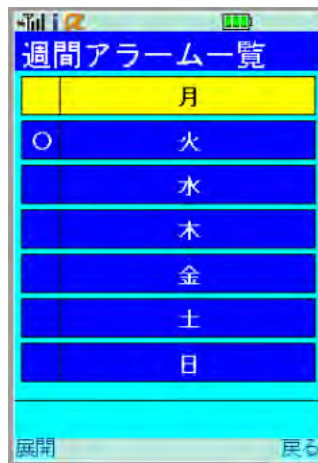 週間アラーム一覧
月
○ 火
水
木
金
土
日
展開 戻る